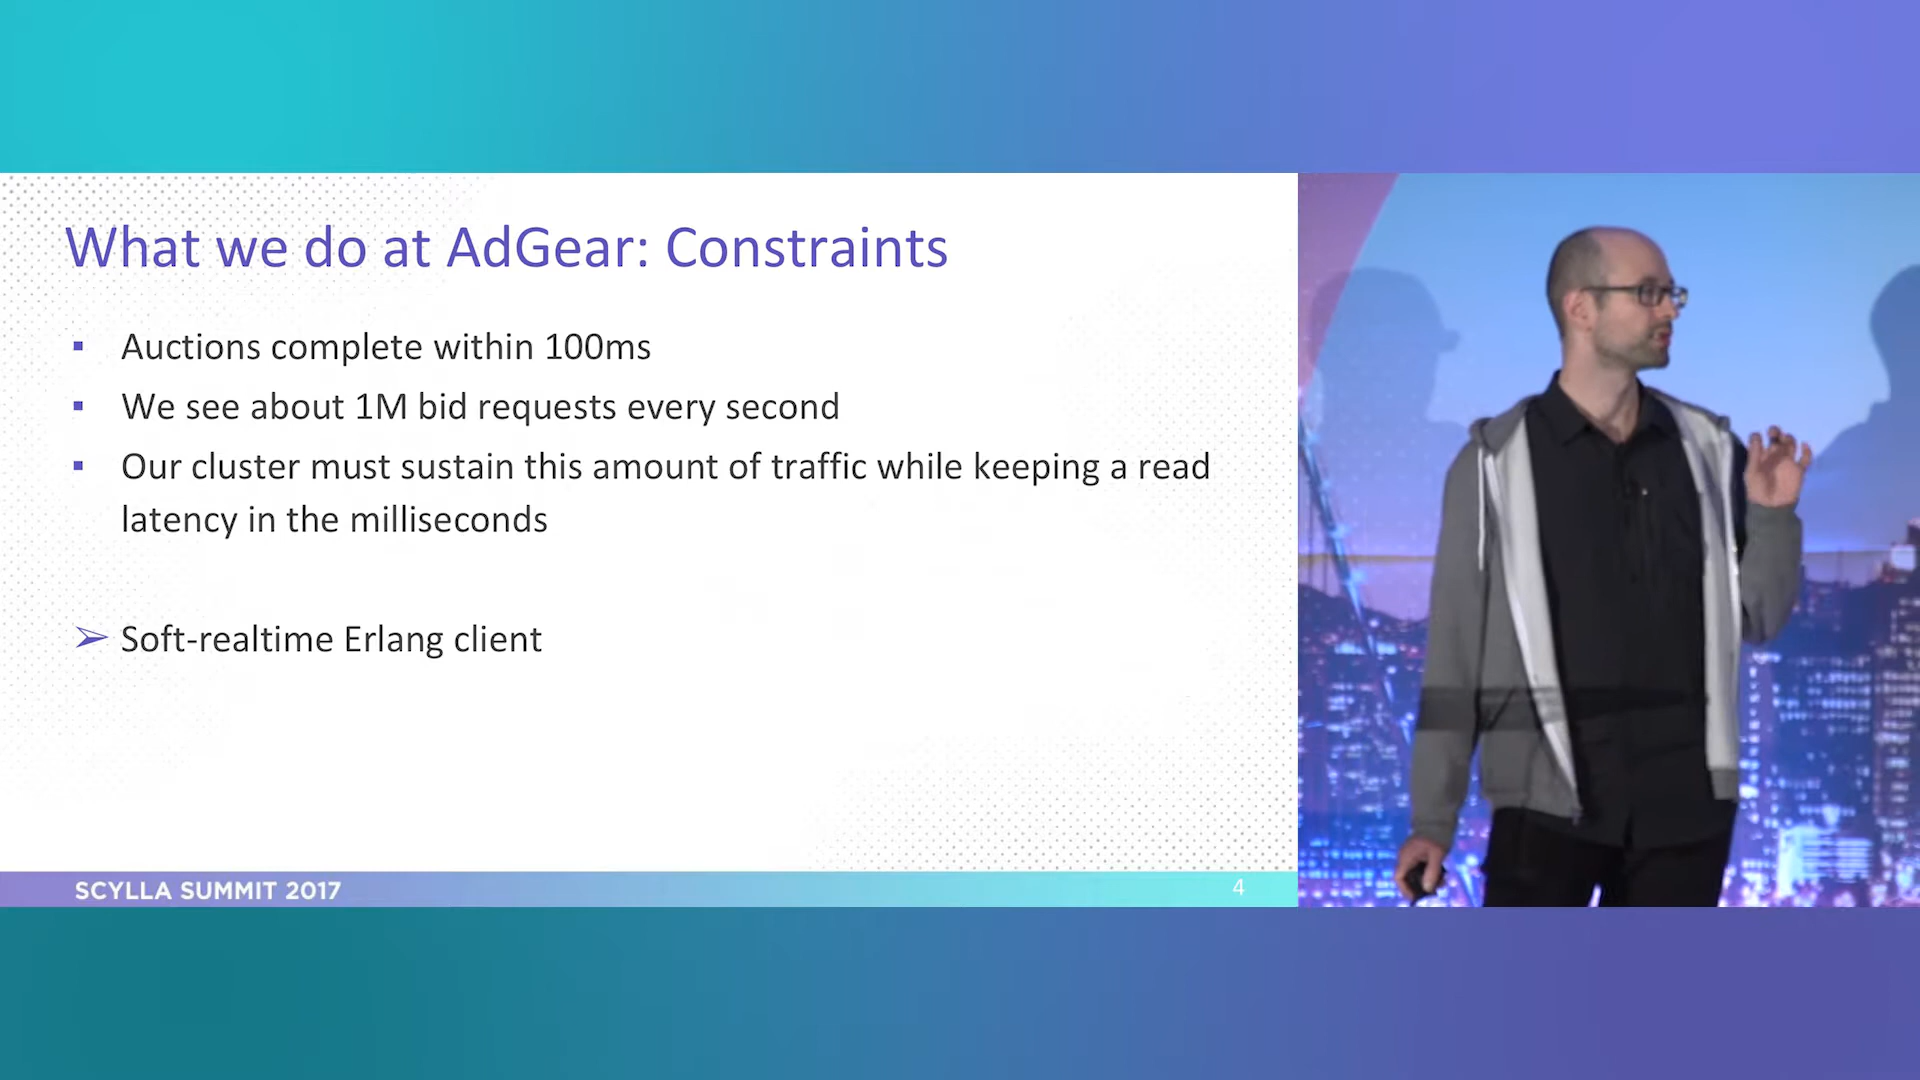 What we do at AdGear: Constraints
▪ Auctions complete within 100ms
▪ We see about 1M bid requests every second
▪ Our cluster must sustain this amount of traffic while keeping a read
latency in the milliseconds
➢ Soft-realtime Erlang client
SCYLLA SUMMIT 2017
4